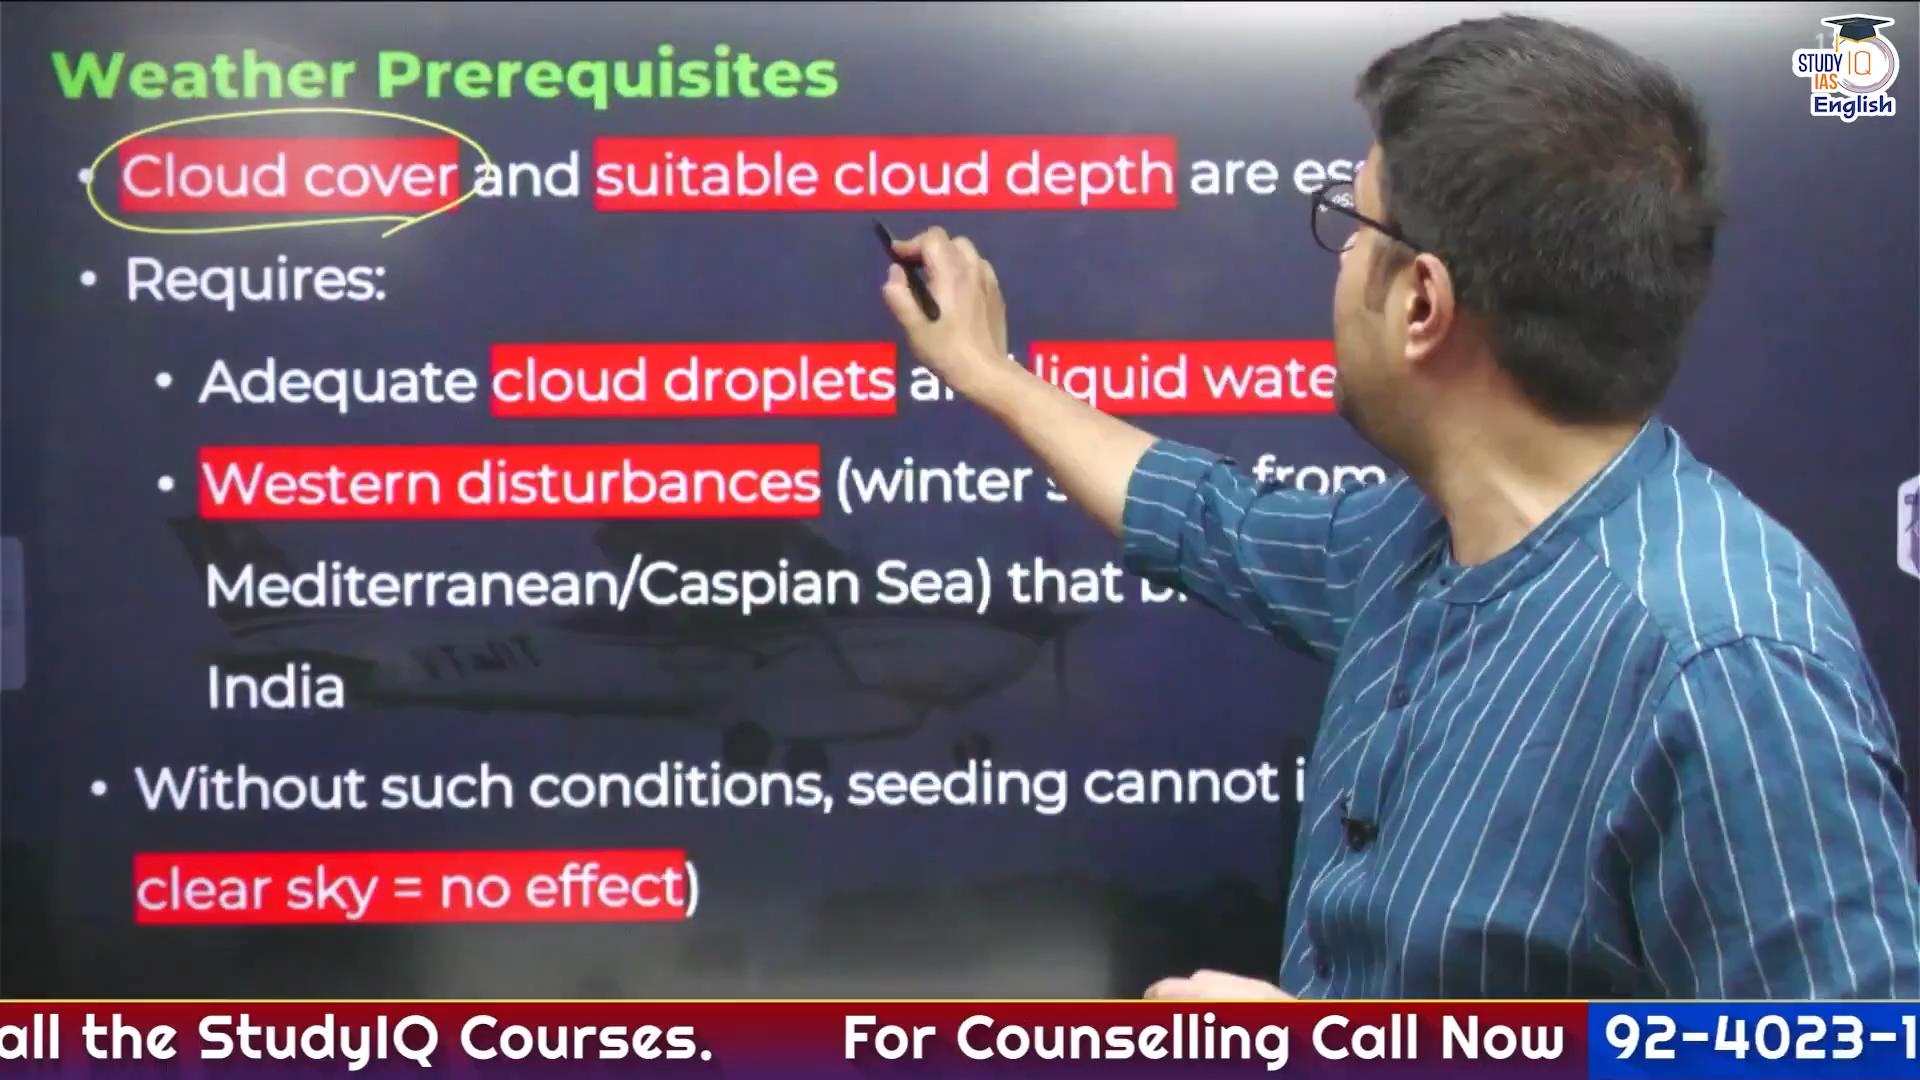 Weather Prerequisites
STUDY IQ
IAS
English
• Cloud cover and suitable cloud depth are
• Requires:
• Adequate cloud droplets liquid
• Western disturbances (winter from
Mediterranean/Caspian Sea) that
India
• Without such conditions, seeding cannot
clear sky = no effect)
all the StudyIQ Courses. For Counselling Call Now 92-4023-1